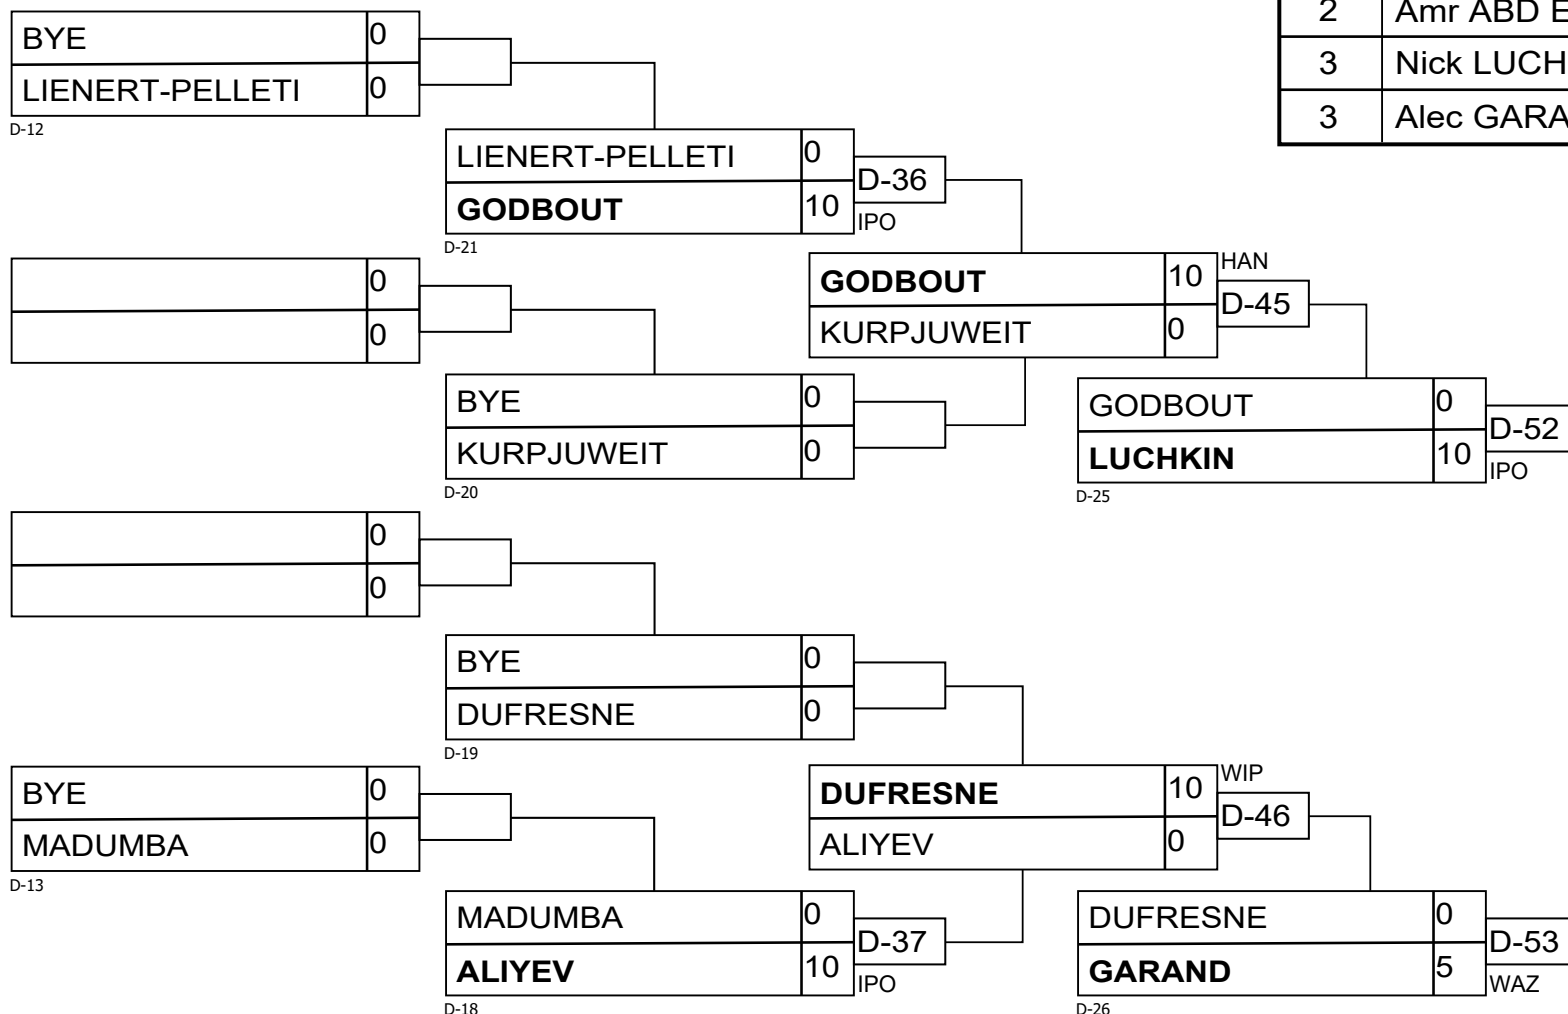 2 Amr ABD E
3 Nick LUCH
3 Alec GARA
BYE 0
LIENERT-PELLETI 0
D-12
LIENERT-PELLETI 0
GODBOUT 10
D-36
IPO
D-21
0
0
GODBOUT 10
KURPJUWEIT 0
HAN
D-45
BYE 0
KURPJUWEIT 0
D-20
GODBOUT 0
LUCHKIN 10
D-52
IPO
D-25
0
0
BYE 0
DUFRESNE 0
D-19
BYE 0
MADUMBA 0
D-13
DUFRESNE 10
ALIYEV 0
WIP
D-46
MADUMBA 0
ALIYEV 10
D-37
IPO
D-18
DUFRESNE 0
GARAND 5
D-53
WAZ
D-26